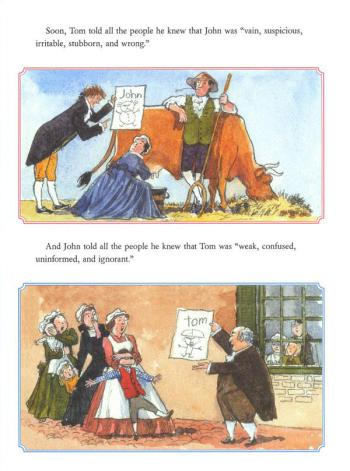 Soon, Tom told all the people he knew that John was “vain, suspicious,
irritable, stubborn, and wrong.”
John
And John told all the people he knew that Tom was “weak, confused,
uninformed, and ignorant.”
tom